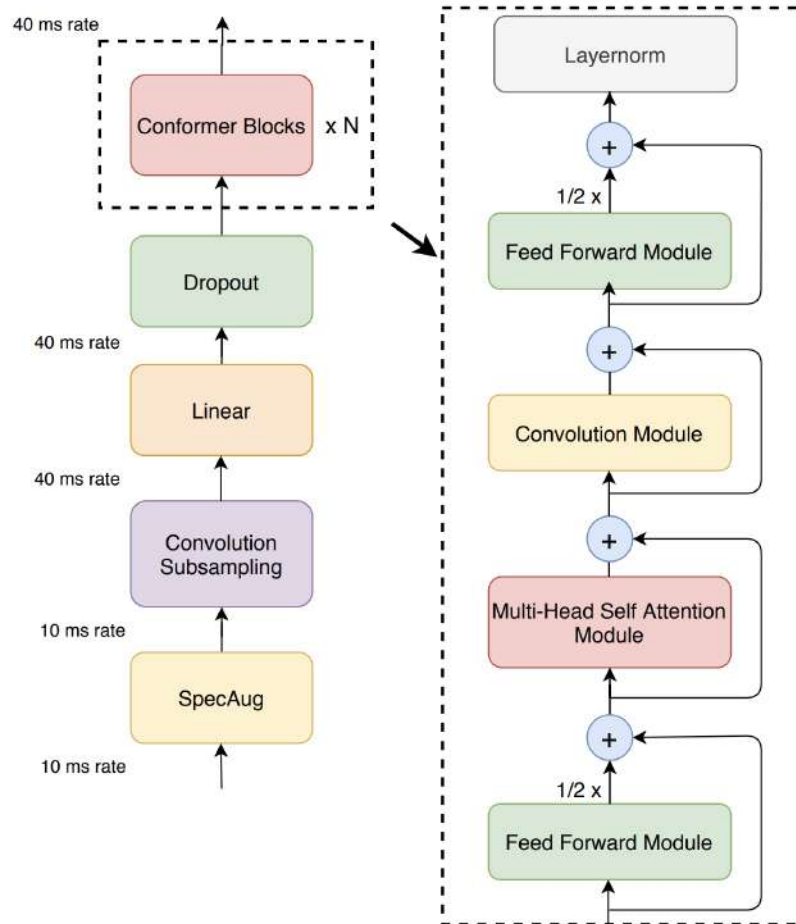 40 ms rate
Conformer Blocks
x N
Dropout
40 ms rate
Linear
40 ms rate
Convolution
Subsampling
10 ms rate
SpecAug
10 ms rate
Layernorm
+
1/2 x
Feed Forward Module
+
Convolution Module
+
Multi-Head Self Attention
Module
+
1/2 x
Feed Forward Module